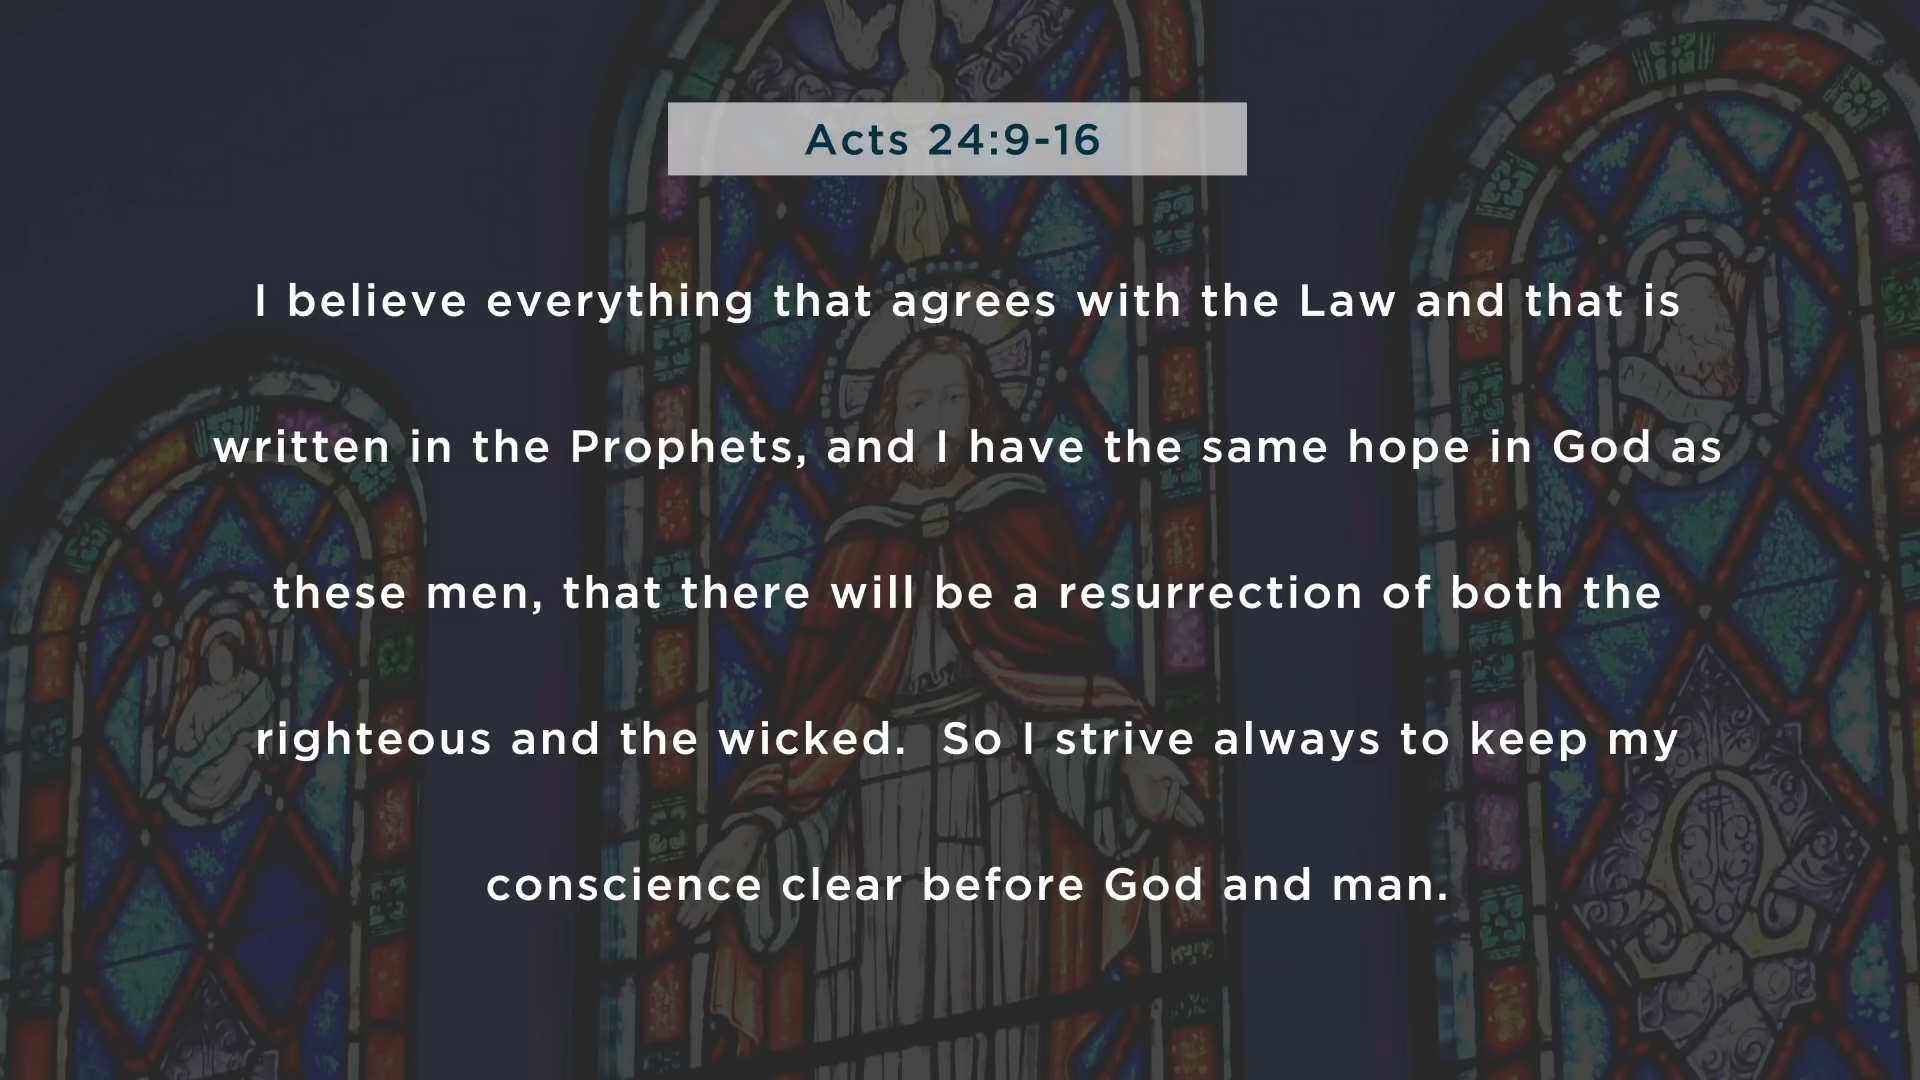 Acts 24:9-16
I believe everything that agrees with the Law and that is
written in the Prophets, and I have the same hope in God as
these men, that there will be a resurrection of both the
righteous and the wicked.  So I strive always to keep my
conscience clear before God and man.